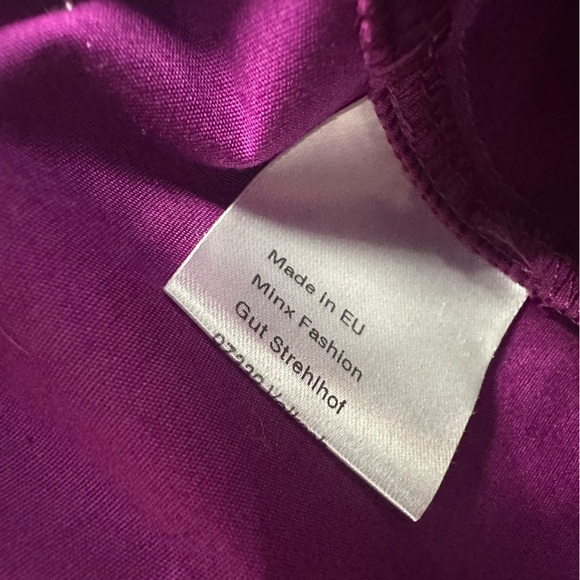 Made in EU
Minx Fashion
Gut Strehlhof